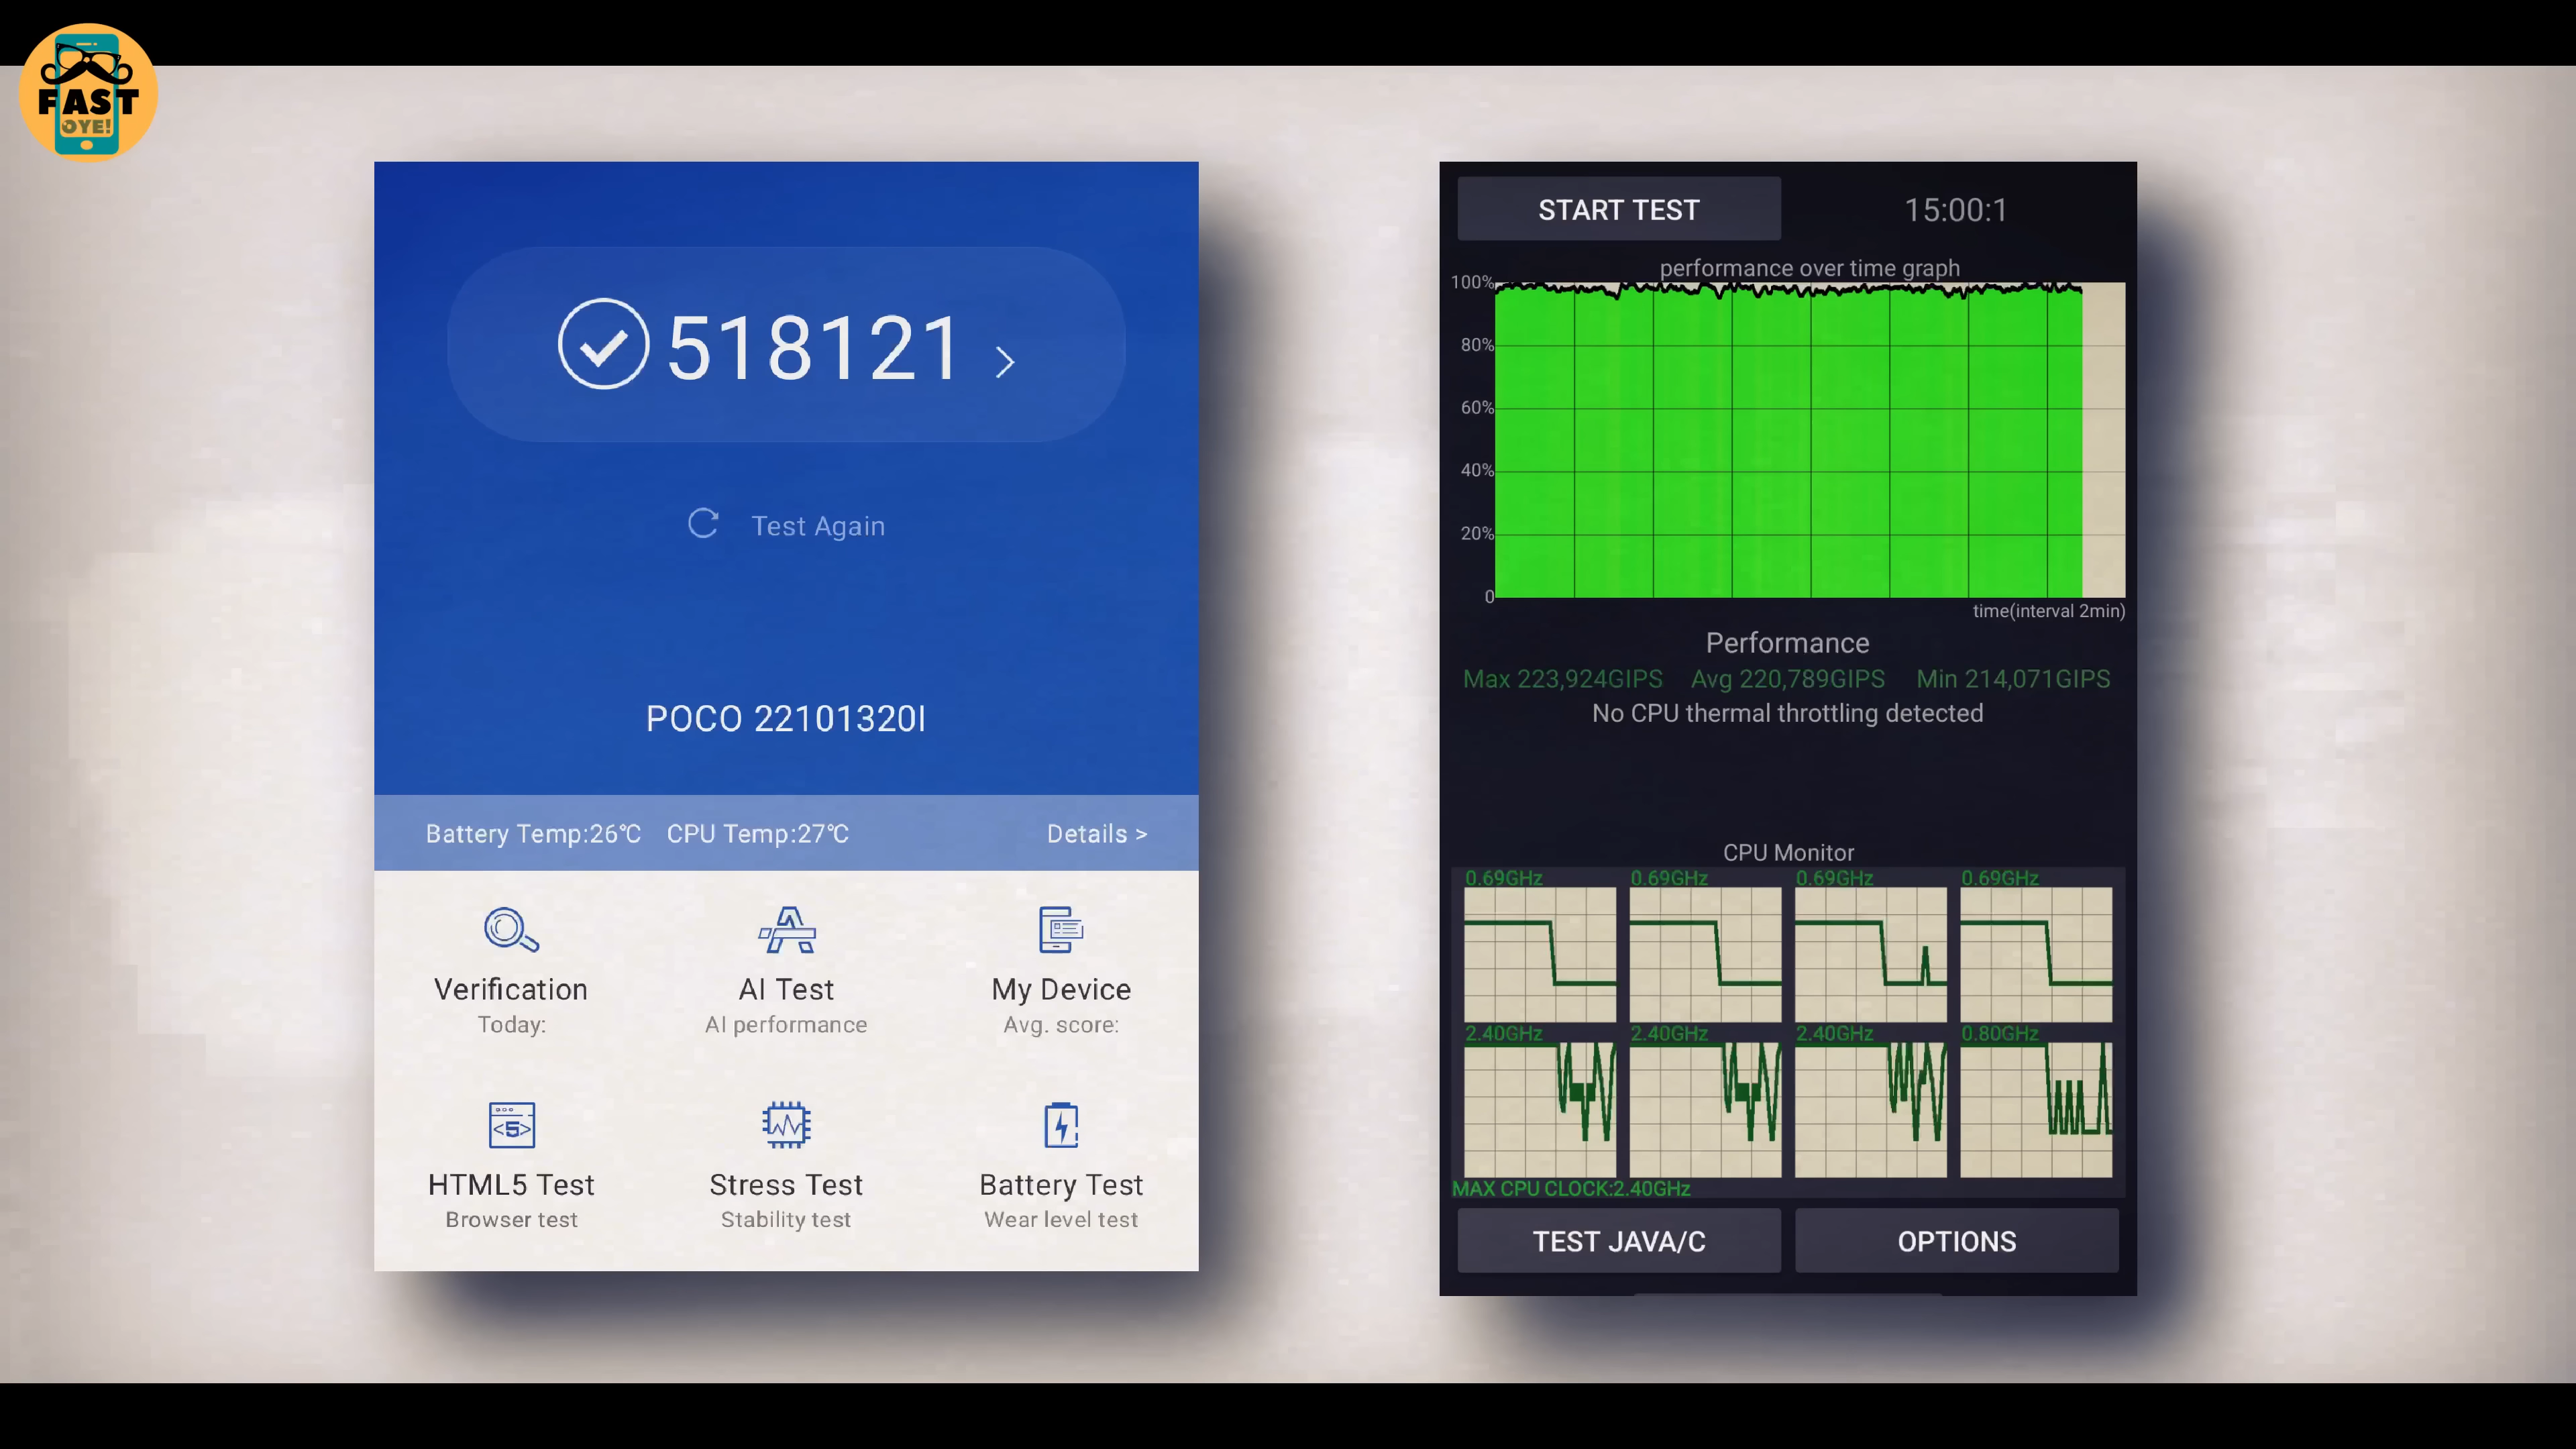 FAST
OYE!
518121 >
Test Again
POCO 22101320I
Battery Temp:26℃ CPU Temp:27℃ Details >
Verification
Today:
AI Test
AI performance
My Device
Avg. score:
<5>
HTML5 Test
Browser test
Stress Test
Stability test
Battery Test
Wear level test
START TEST 15:00:1
performance over time graph
100%
80%
60%
40%
20%
0
time(interval 2min)
Performance
Max 223,924GIPS Avg 220,789GIPS Min 214,071GIPS
No CPU thermal throttling detected
CPU Monitor
0.69GHz 0.69GHz 0.69GHz 0.69GHz
2.40GHz 2.40GHz 2.40GHz 0.80GHz
MAX CPU CLOCK:2.40GHz
TEST JAVA/C OPTIONS